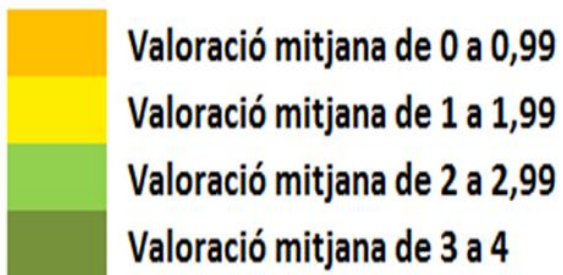 Valoració mitjana de 0 a 0,99
Valoració mitjana de 1 a 1,99
Valoració mitjana de 2 a 2,99
Valoració mitjana de 3 a 4